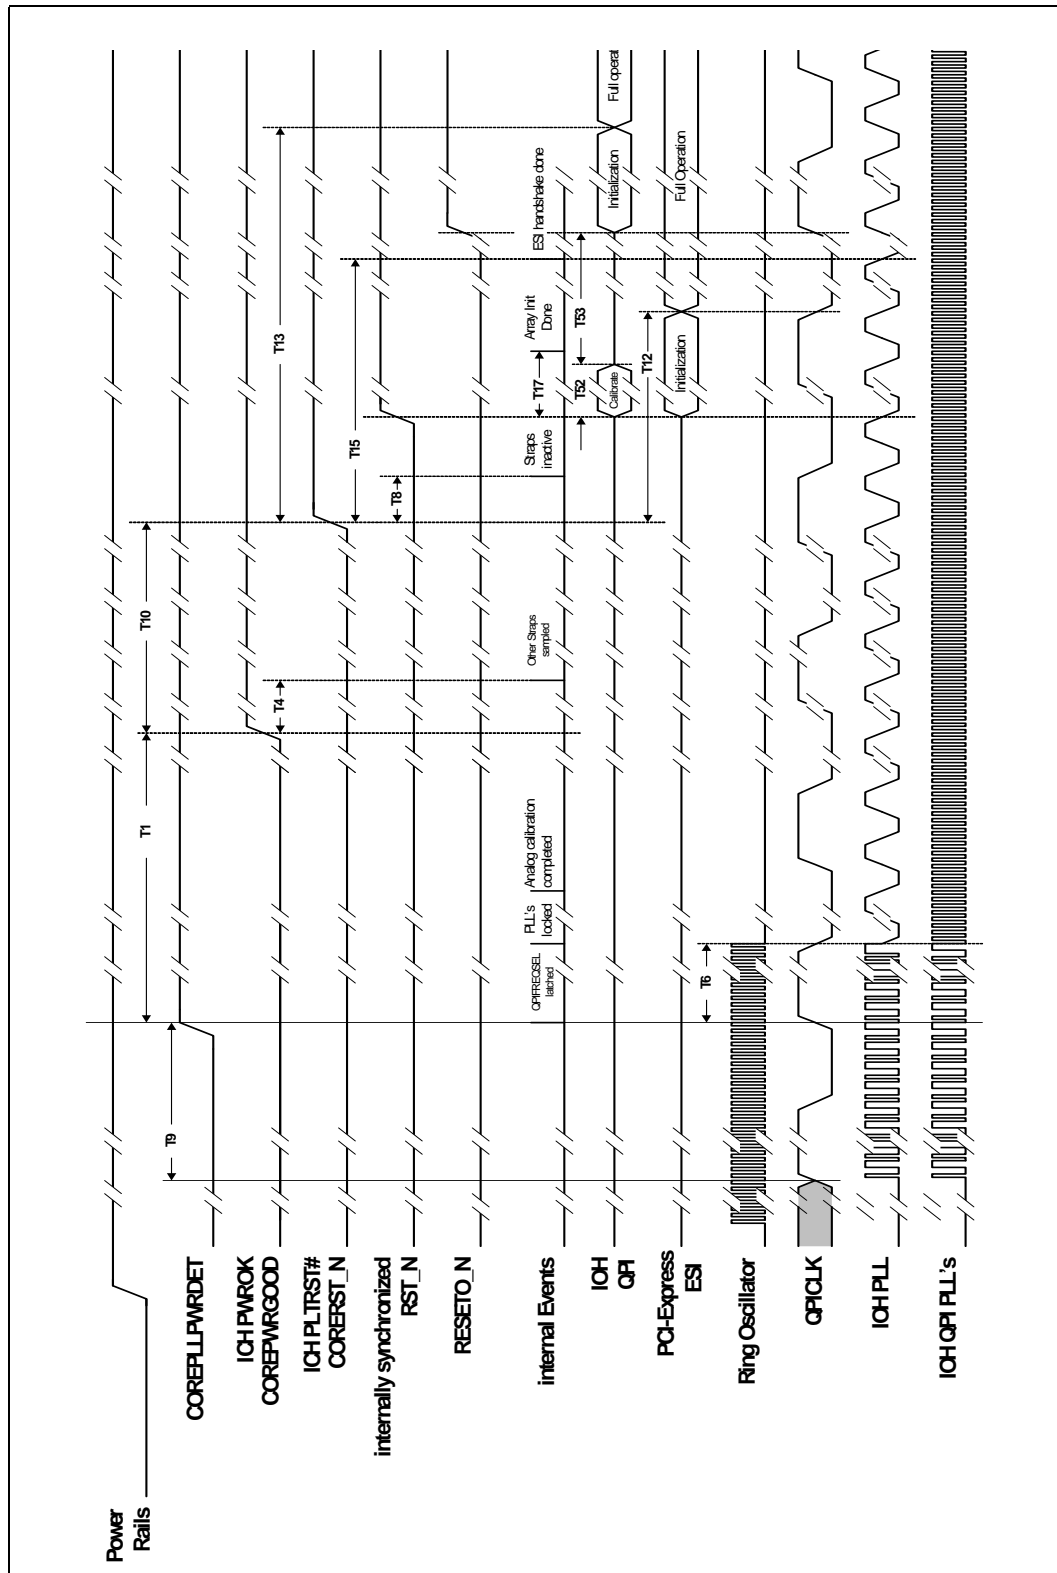 Power
Rails
COREPLLPWRDET
ICH PWROK
COREPWRGOOD
ICH PLTRST#
CORERST_N
internally synchronized
RST_N
RESETO_N
internal Events
IOH
QPI
PCI-Express
ESI
Ring Oscillator
QPICLK
IOH PLL
IOH QPI PLL's
T9
T1
T10
T13
T4
T15
T8
QPIFREQSEL
latched
PLL's
locked
Analog calibration
completed
Other Straps
sampled
Straps
inactive
T17
Array Init
Done
ESI handshake done
T52
T53
Calibrate
Initialization
Full operat
T12
Initialization
Full Operation
T6